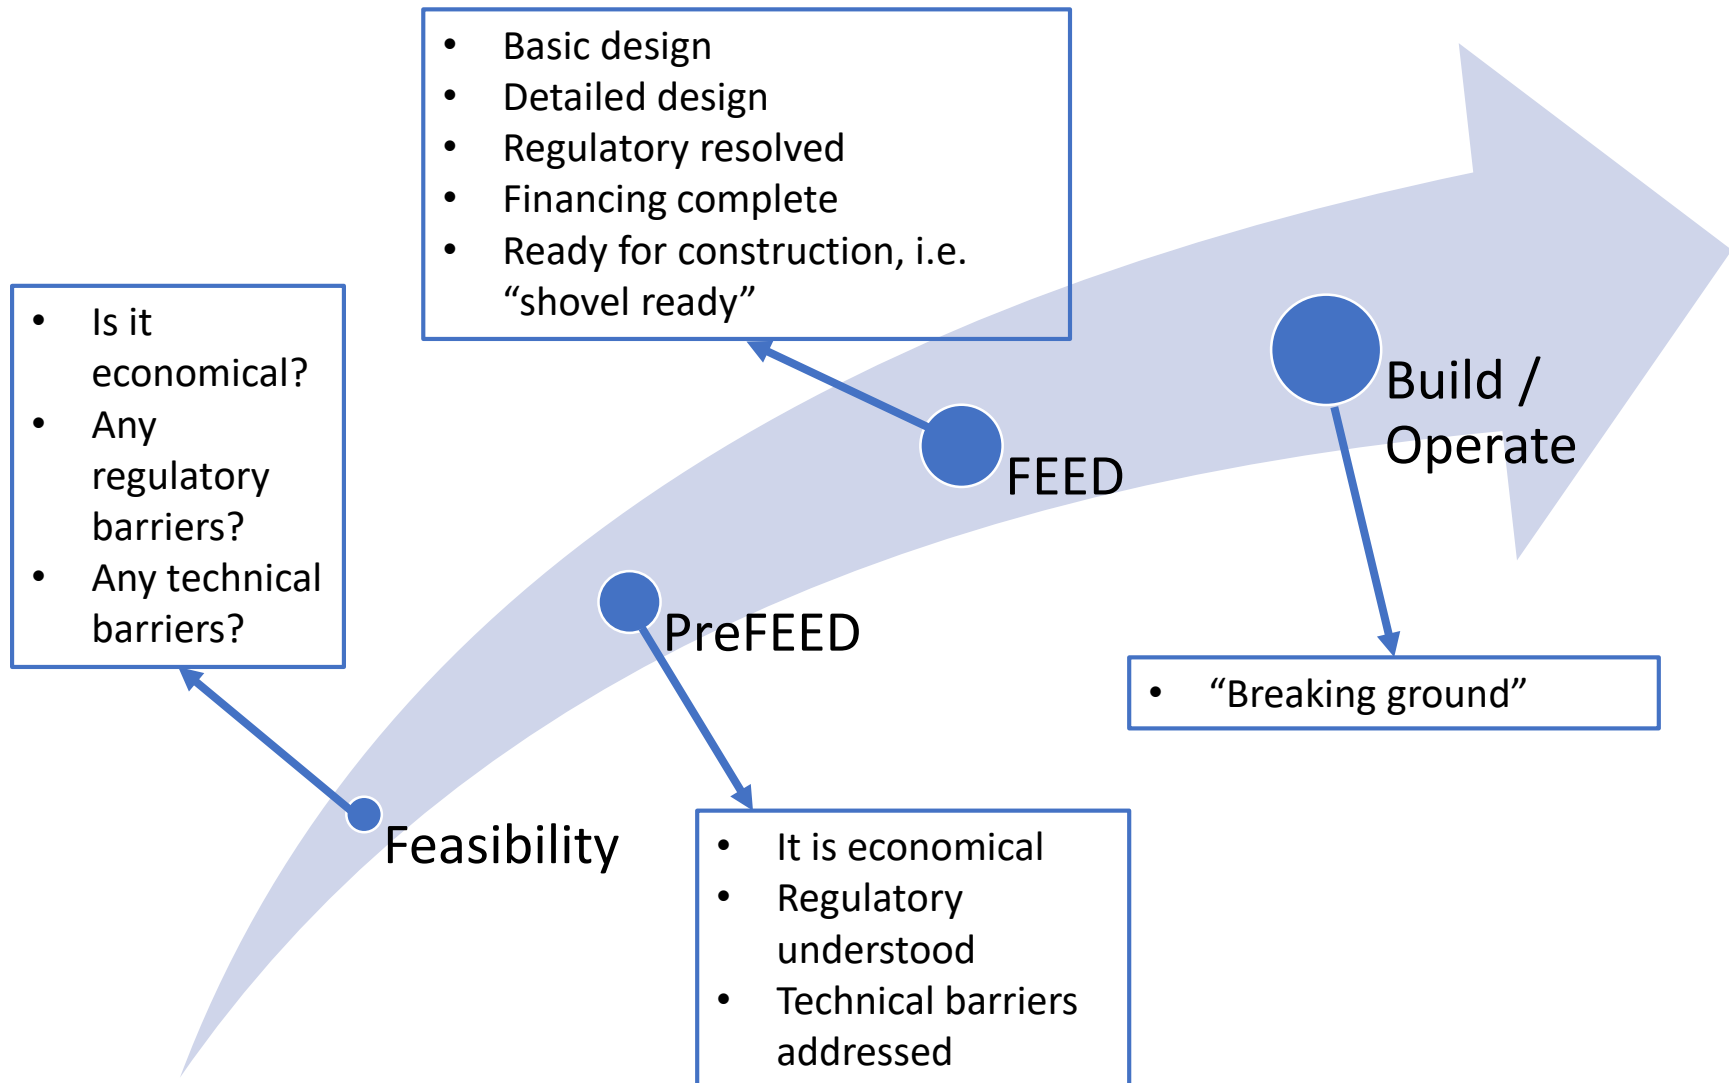 • Basic design
• Detailed design
• Regulatory resolved
• Financing complete
• Ready for construction, i.e.
“shovel ready”
• Is it
economical?
• Any
regulatory
barriers?
• Any technical
barriers?
Build /
Operate
FEED
PreFEED
• “Breaking ground”
Feasibility
• It is economical
• Regulatory
understood
• Technical barriers
addressed